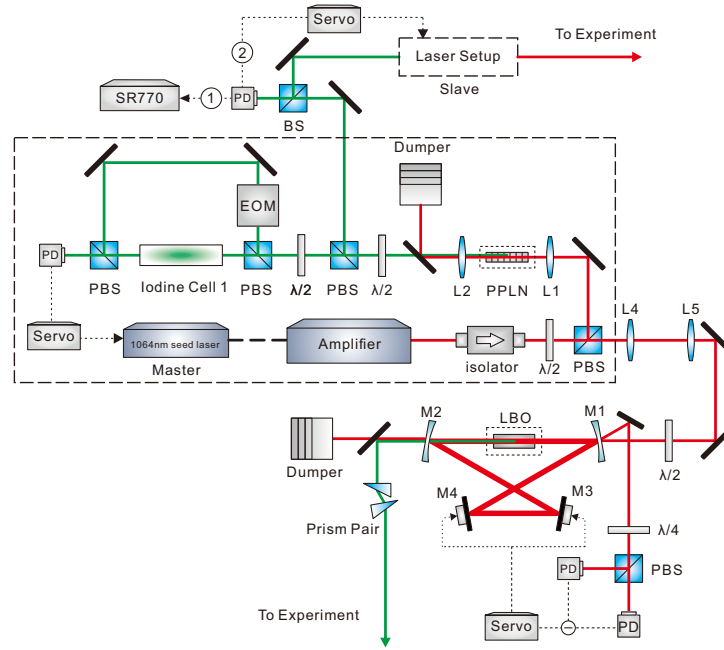 Servo
To Experiment
2
Laser Setup
SR770
1
PD
Slave
BS
Dumper
EOM
PD
PBS
Iodine Cell 1
PBS
λ/2
PBS
λ/2
L2
PPLN
L1
L4
L5
Servo
1064nm seed laser
Amplifier
Master
isolator
λ/2
PBS
M2
LBO
M1
Dumper
λ/2
M4
M3
Prism Pair
λ/4
PD
PBS
To Experiment
Servo
−
PD